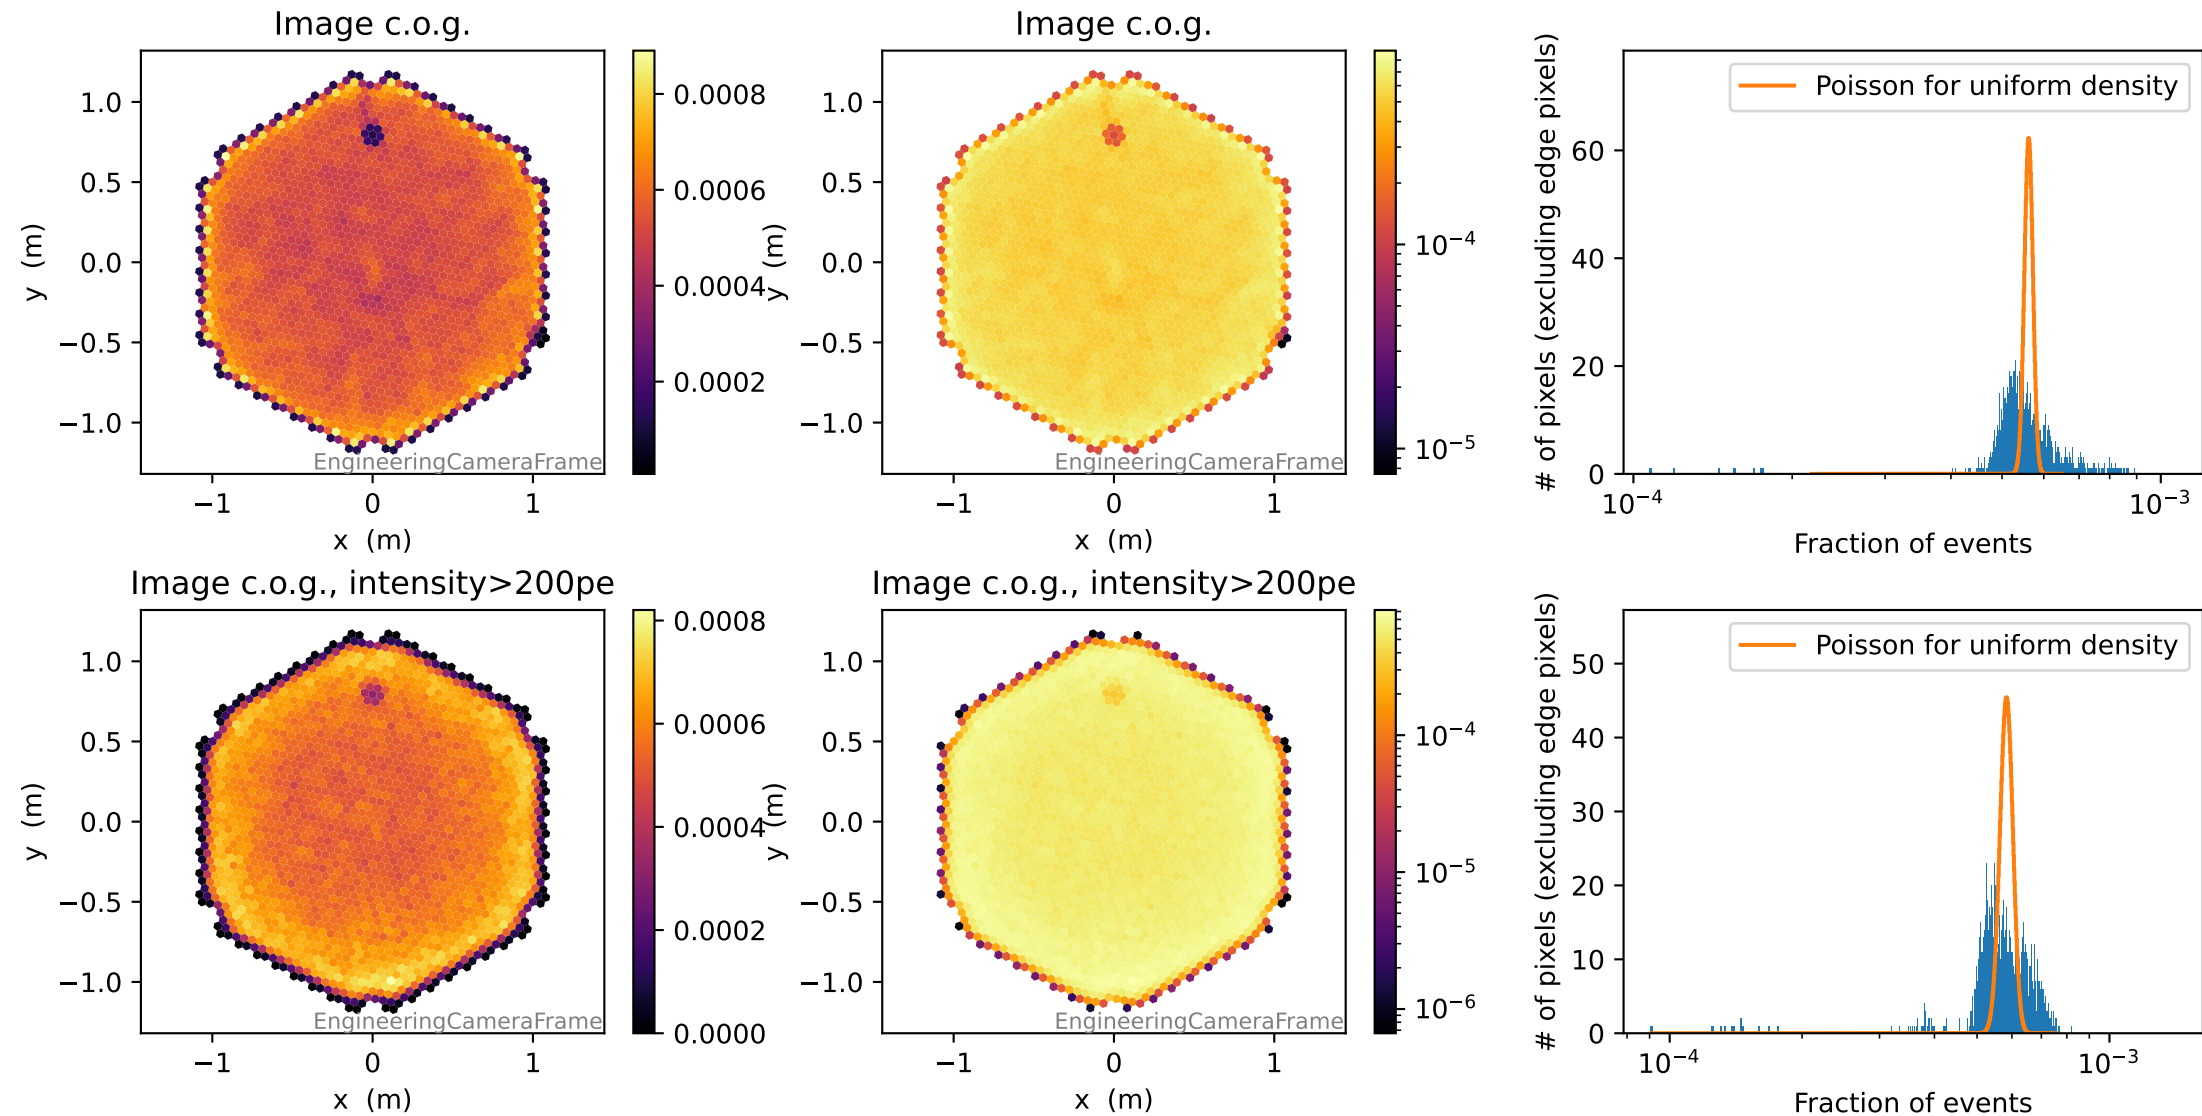 Image c.o.g.
1.0
0.5
0.0
−0.5
−1.0
y (m)
−1
0
1
x (m)
EngineeringCameraFrame
0.0008
0.0006
0.0004
0.0002
Image c.o.g.
1.0
0.5
0.0
−0.5
−1.0
y (m)
−1
0
1
x (m)
EngineeringCameraFrame
10⁻⁴
10⁻⁵
# of pixels (excluding edge pixels)
60
40
20
0
Poisson for uniform density
10⁻⁴
10⁻³
Fraction of events
Image c.o.g., intensity>200pe
1.0
0.5
0.0
−0.5
−1.0
y (m)
−1
0
1
x (m)
EngineeringCameraFrame
0.0008
0.0006
0.0004
0.0002
0.0000
Image c.o.g., intensity>200pe
1.0
0.5
0.0
−0.5
−1.0
y (m)
−1
0
1
x (m)
EngineeringCameraFrame
10⁻⁴
10⁻⁵
10⁻⁶
# of pixels (excluding edge pixels)
50
40
30
20
10
0
Poisson for uniform density
10⁻⁴
10⁻³
Fraction of events